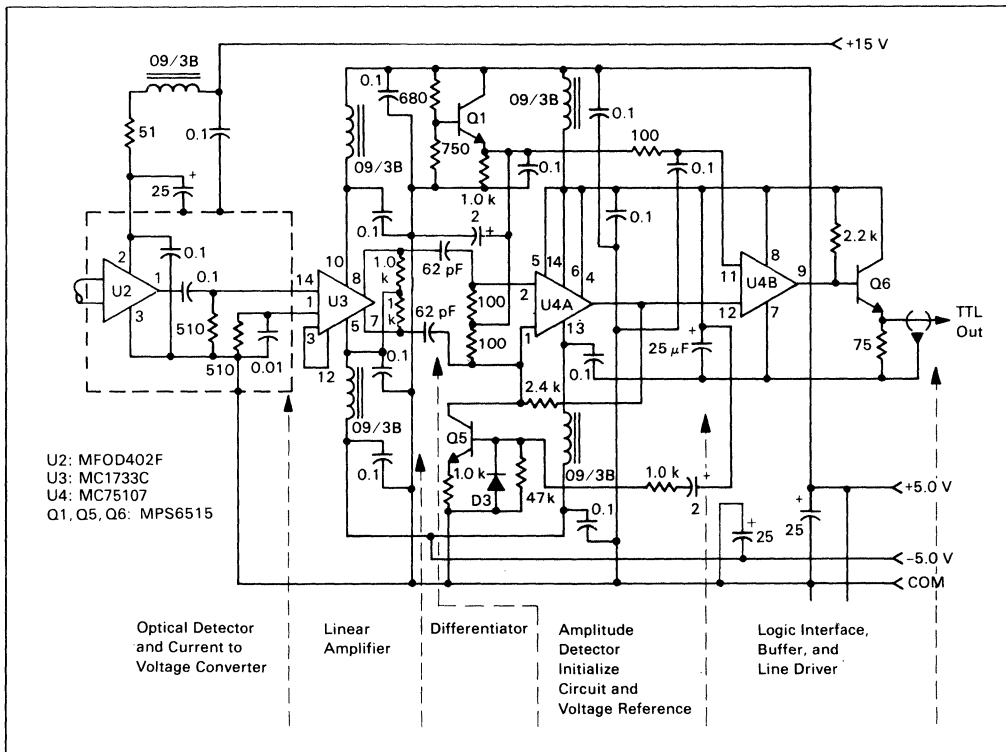 +15 V
09/3B
51
0.1
25
+
0.1
680
Q1
750
09/3B
0.1
100
09/3B
0.1
1.0 k
0.1
0.1
2
+
0.1
2.2 k
2
0.1
U2
1
0.1
3
510
510
0.01
14
1
3
12
10
8
U3
5
7
1.0
k
1
k
62 pF
62 pF
0.1
100
100
5
14
6
4
2
U4A
1
13
11
12
U4B
8
9
7
Q6
75
TTL
Out
+
25 μF
0.1
2.4 k
09/3B
0.1
Q5
1.0 k
D3
47k
09/3B
0.1
1.0 k
+
2
+
25
+
25
+5.0 V
−5.0 V
COM
U2: MFOD402F
U3: MC1733C
U4: MC75107
Q1, Q5, Q6: MPS6515
Optical Detector
and Current to
Voltage Converter
Linear
Amplifier
Differentiator
Amplitude
Detector
Initialize
Circuit and
Voltage Reference
Logic Interface,
Buffer, and
Line Driver